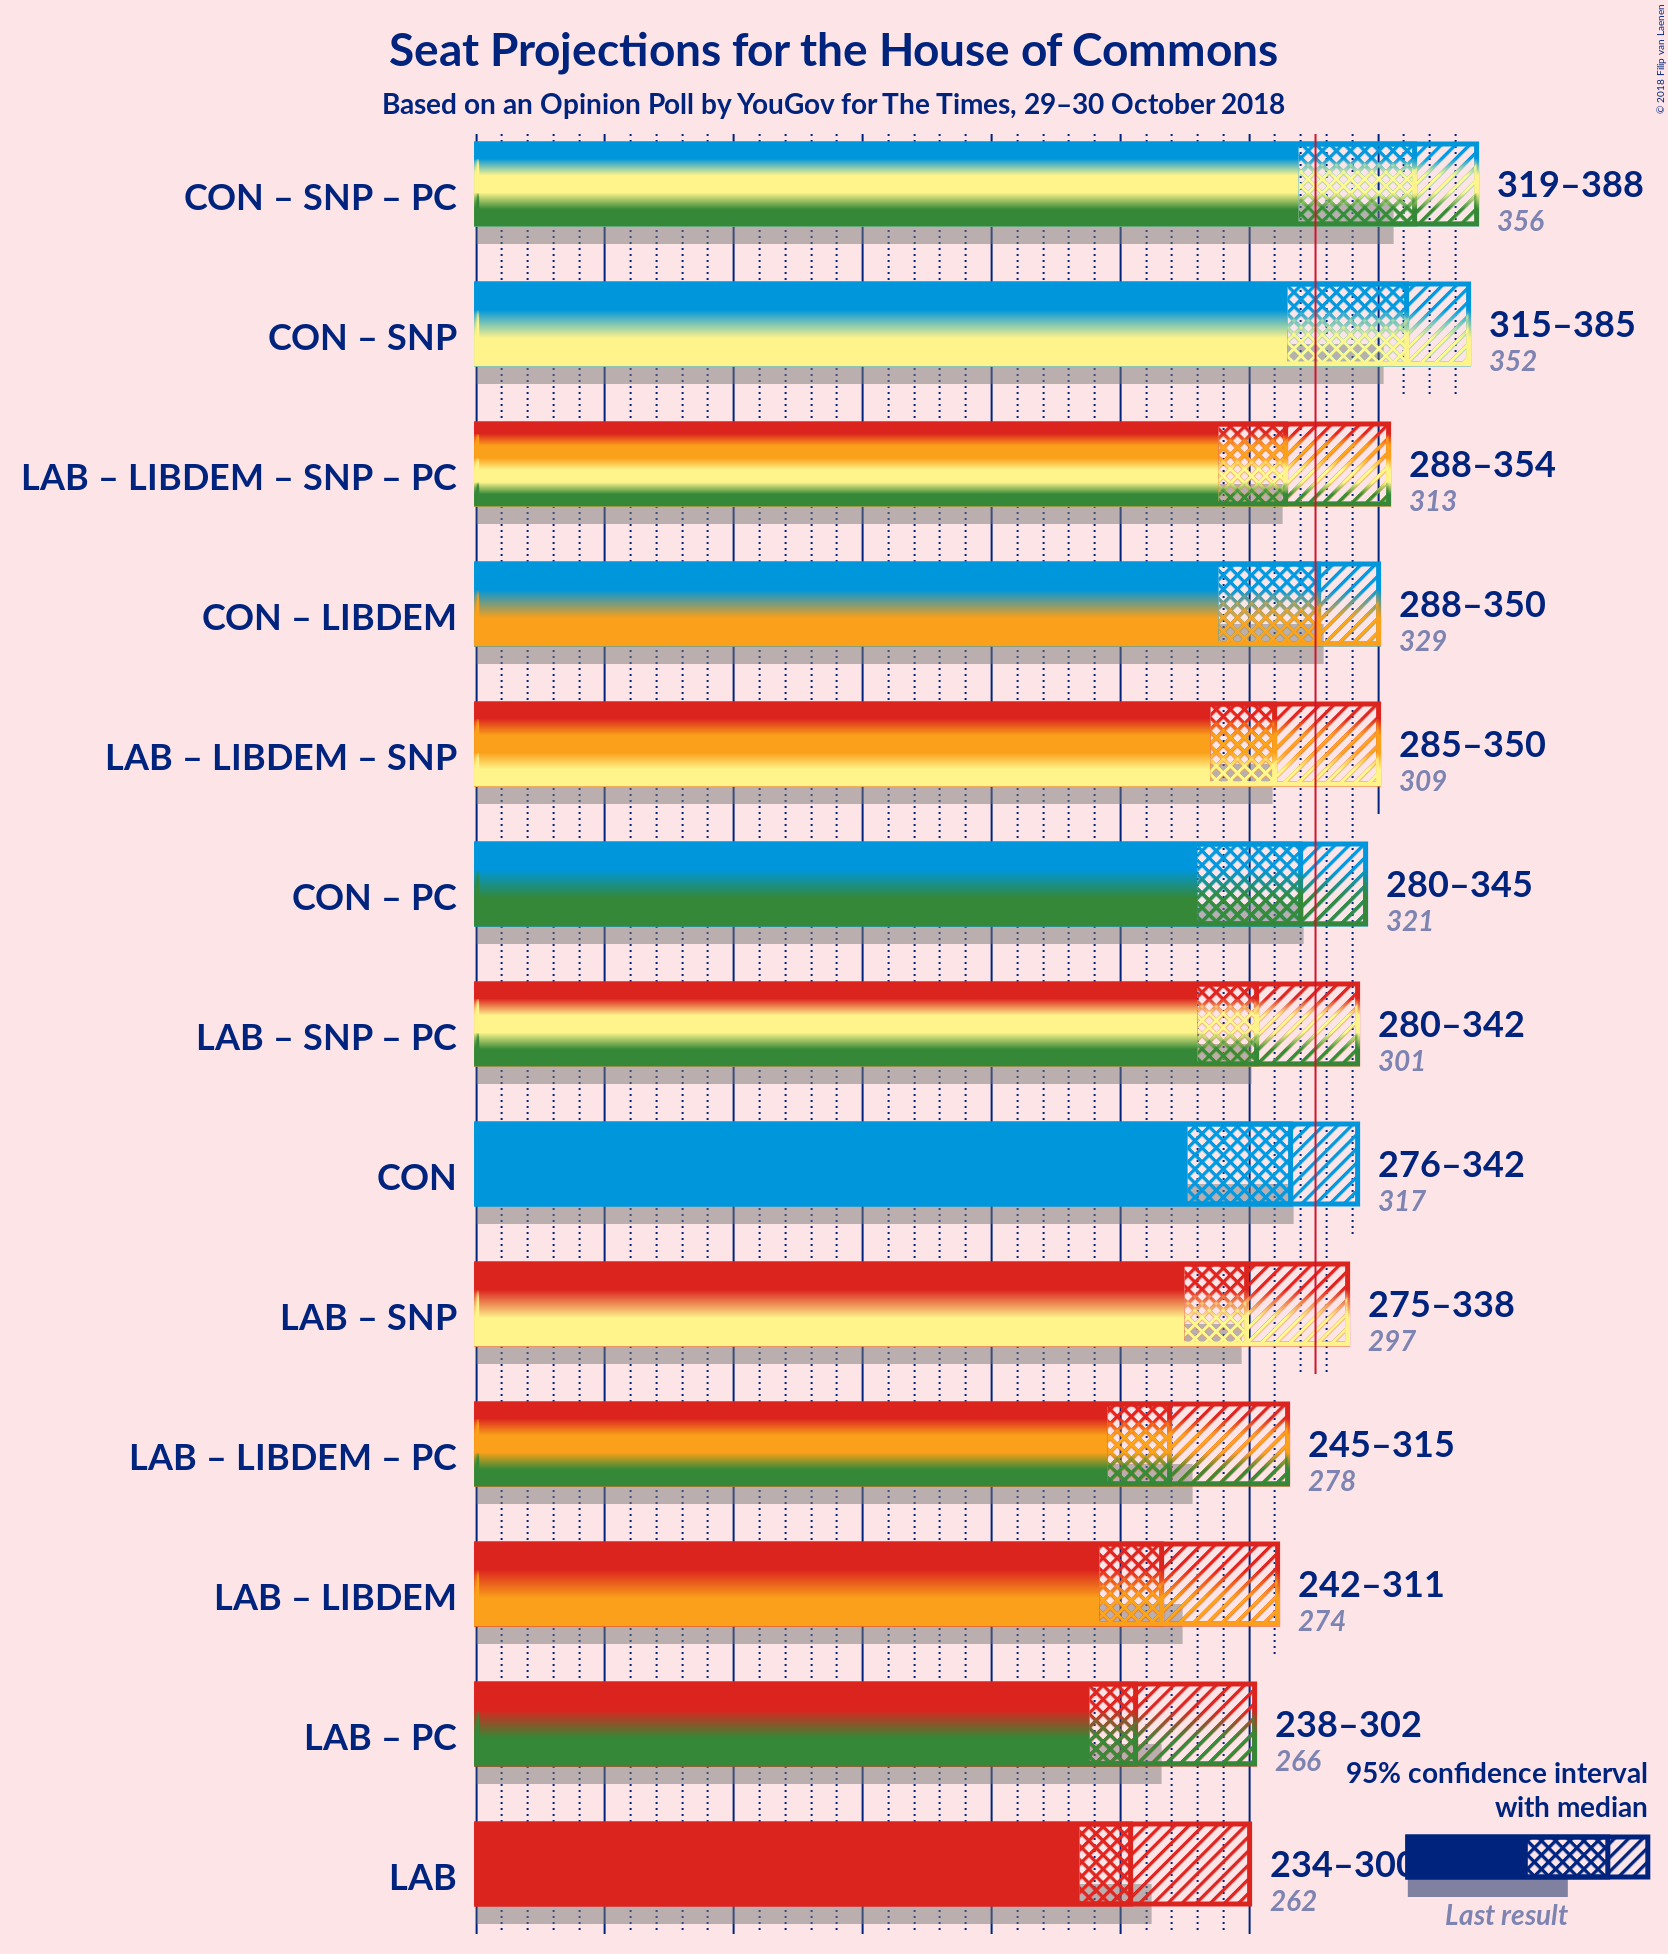 © 2018 Filip van Laenen
Seat Projections for the House of Commons
Based on an Opinion Poll by YouGov for The Times, 29–30 October 2018
CON – SNP – PC
319–388
356
CON – SNP
315–385
352
LAB – LIBDEM – SNP – PC
288–354
313
CON – LIBDEM
288–350
329
LAB – LIBDEM – SNP
285–350
309
CON – PC
280–345
321
LAB – SNP – PC
280–342
301
CON
276–342
317
LAB – SNP
275–338
297
LAB – LIBDEM – PC
245–315
278
LAB – LIBDEM
242–311
274
LAB – PC
238–302
266
95% confidence interval
with median
LAB
234–300
262
Last result